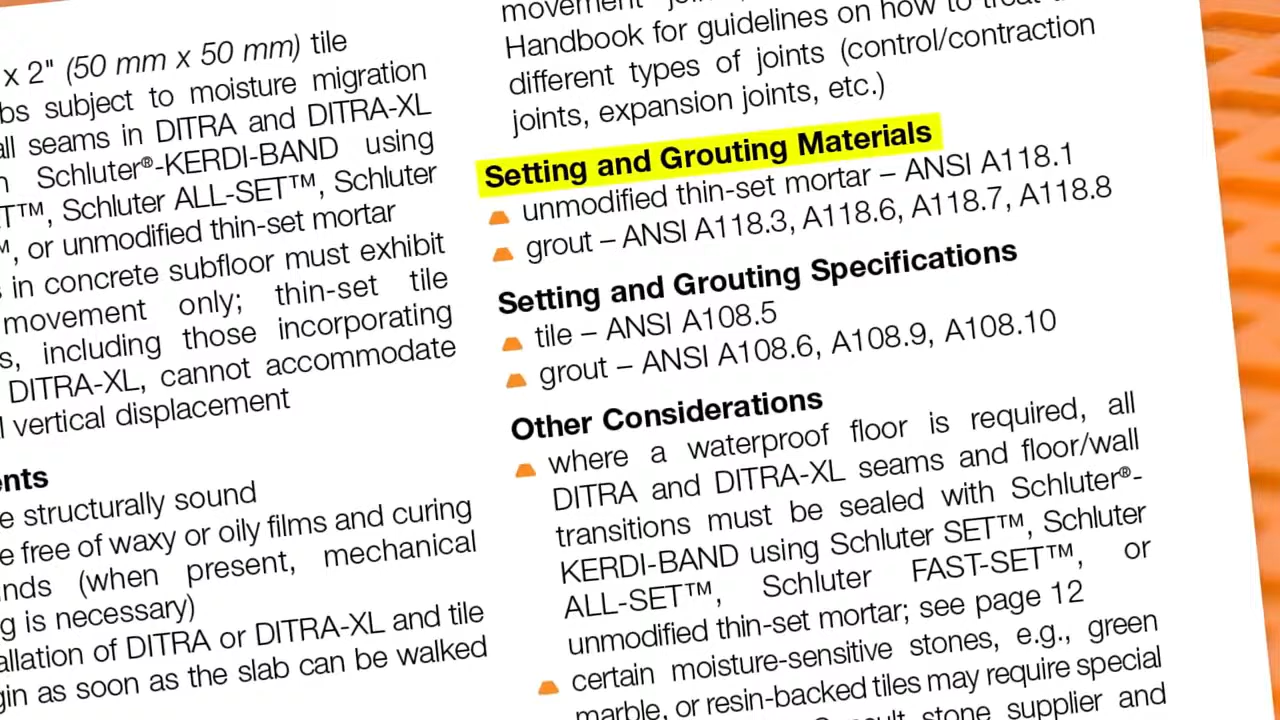 x 2" (50 mm x 50 mm) tile
subject to moisture migration
seams in DITRA and DITRA-XL
Schluter®-KERDI-BAND using
Schluter ALL-SET™, Schluter
or unmodified thin-set mortar
in concrete subfloor must exhibit
movement only; thin-set tile
including those incorporating
DITRA-XL, cannot accommodate
vertical displacement
structurally sound
free of waxy or oily films and curing
(when present, mechanical
is necessary)
of DITRA or DITRA-XL and tile
as soon as the slab can be walked
movement
Handbook for guidelines on how to treat
different types of joints (control/contraction
joints, expansion joints, etc.)
Setting and Grouting Materials
unmodified thin-set mortar – ANSI A118.1
grout – ANSI A118.3, A118.6, A118.7, A118.8
Setting and Grouting Specifications
tile – ANSI A108.5
grout – ANSI A108.6, A108.9, A108.10
Other Considerations
where a waterproof floor is required, all
DITRA and DITRA-XL seams and floor/wall
transitions must be sealed with Schluter®-
KERDI-BAND using Schluter SET™, Schluter
ALL-SET™, Schluter FAST-SET™, or
unmodified thin-set mortar; see page 12
certain moisture-sensitive stones, e.g., green
marble, or resin-backed tiles may require special
stone supplier and